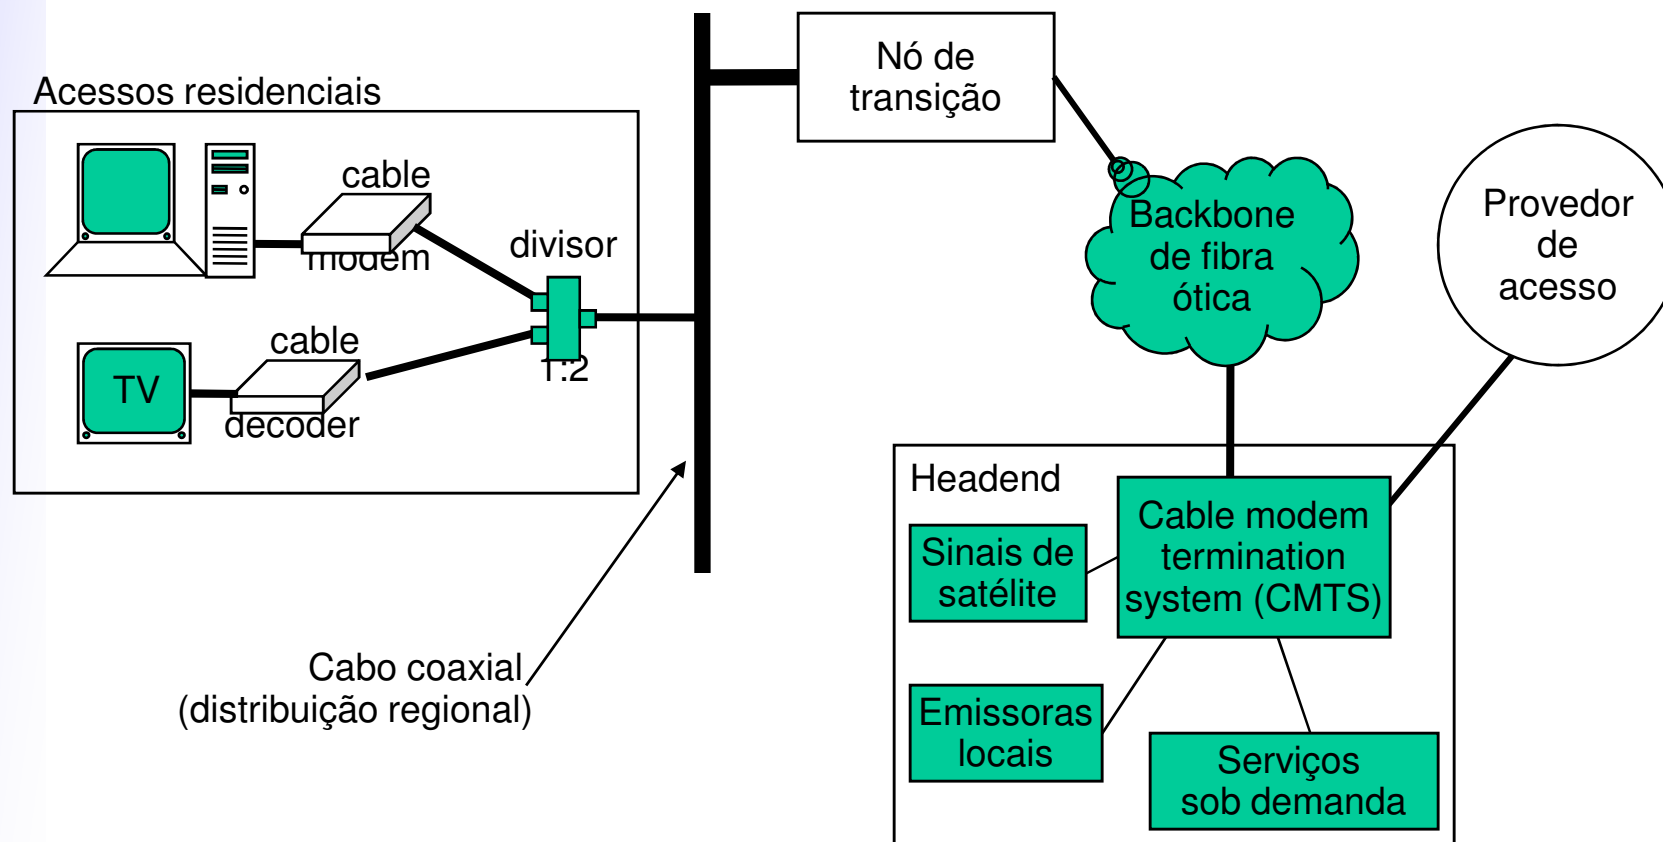 Acessos residenciais
cable
modem
divisor
1:2
TV
cable
decoder
Cabo coaxial
(distribuição regional)
Nó de
transição
Backbone
de fibra
ótica
Provedor
de
acesso
Headend
Cable modem
termination
system (CMTS)
Sinais de
satélite
Emissoras
locais
Serviços
sob demanda